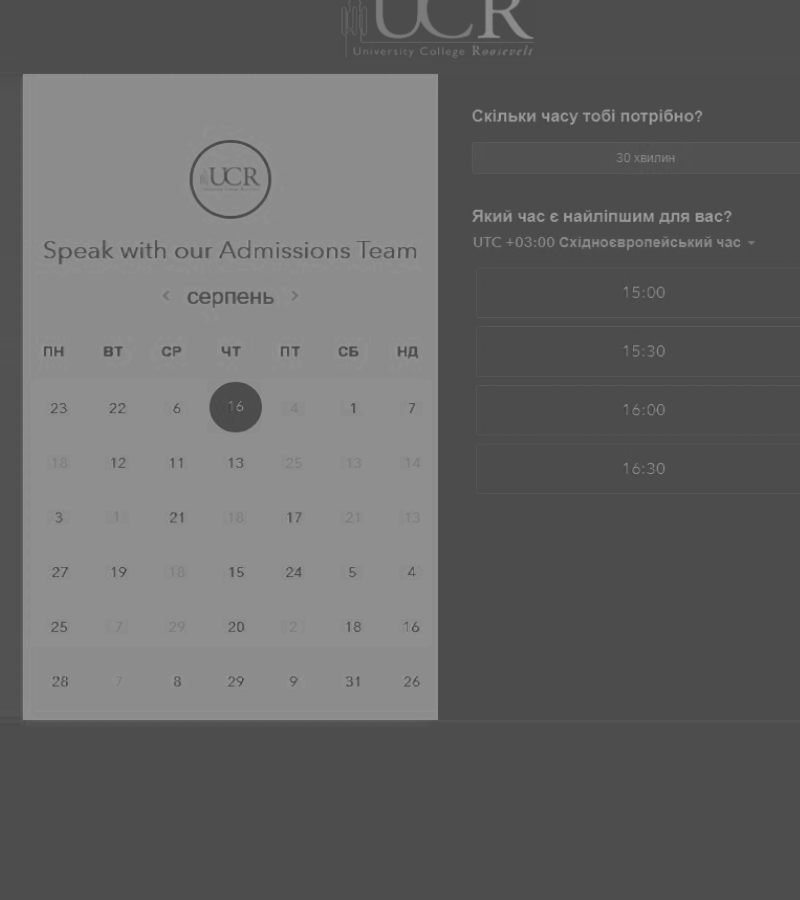 UCR
University College Roosevelt
UCR
Speak with our Admissions Team
< серпень >
ПН ВТ СР ЧТ ПТ СБ НД
23 22 6 16 4 1 7
18 12 11 13 25 13 14
3 1 21 18 17 21 13
27 19 18 15 24 5 4
25 7 29 20 2 18 16
28 7 8 29 9 31 26
Скільки часу тобі потрібно?
30 хвилин
Який час є найліпшим для вас?
UTC +03:00 Східноєвропейський час
15:00
15:30
16:00
16:30